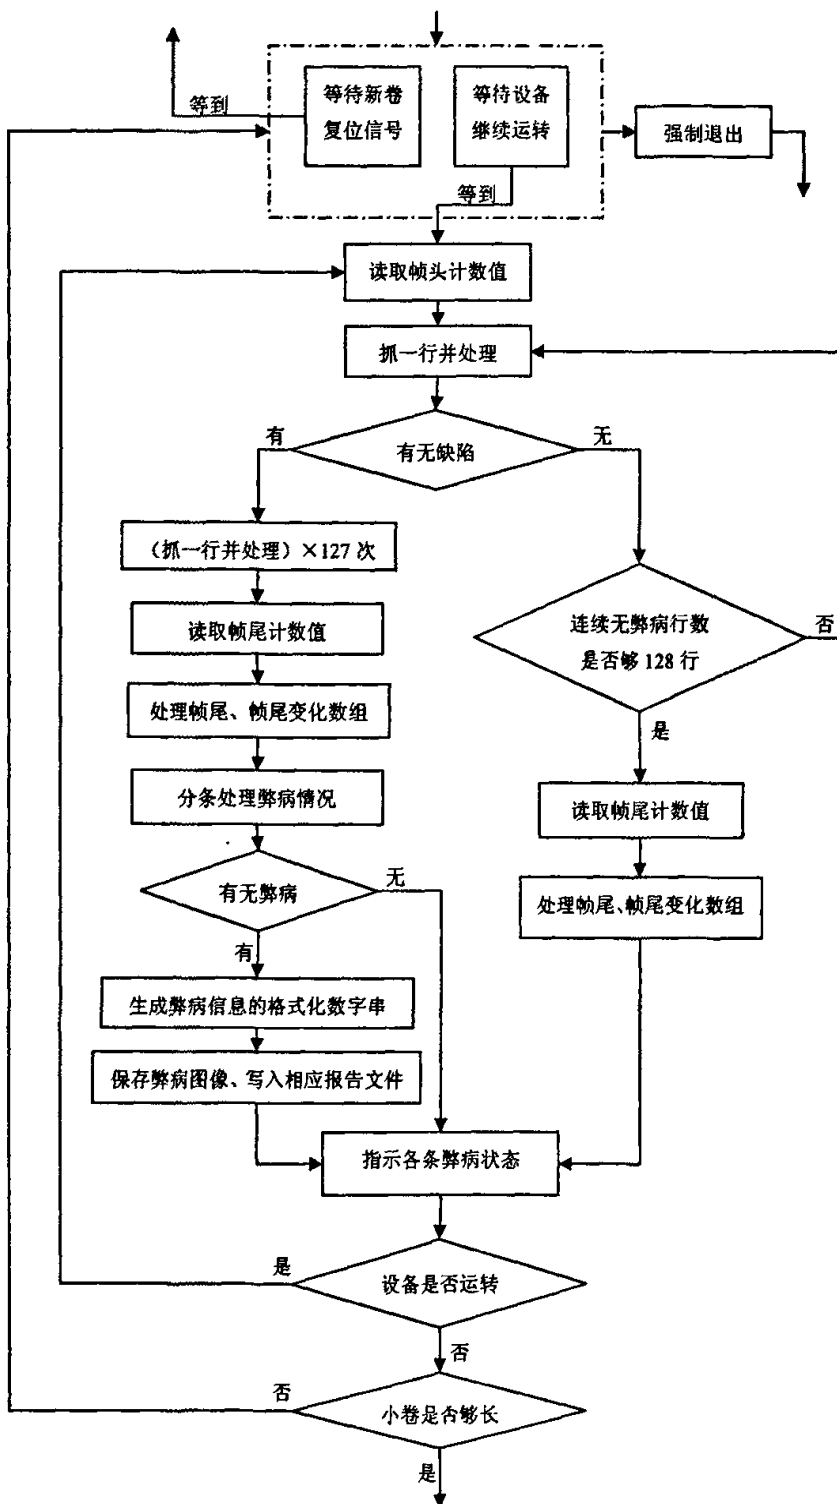 等待新卷
复位信号
等待设备
继续运转
等到
强制退出
等到
读取帧头计数值
抓一行并处理
有无缺陷
有
无
（抓一行并处理）×127 次
读取帧尾计数值
处理帧尾、帧尾变化数组
分条处理弊病情况
连续无弊病行数
是否够 128 行
否
是
读取帧尾计数值
处理帧尾、帧尾变化数组
有无弊病
无
有
生成弊病信息的格式化数字串
保存弊病图像、写入相应报告文件
指示各条弊病状态
设备是否运转
是
否
小卷是否够长
否
是